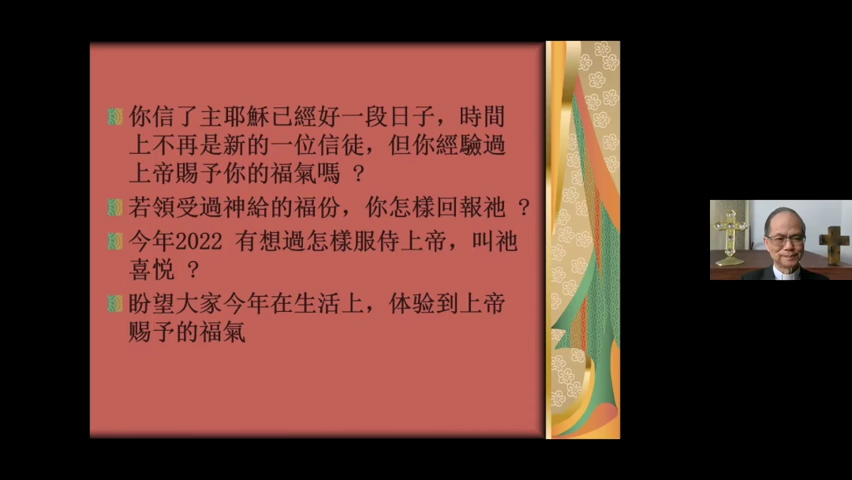 你信了主耶穌已經好一段日子，時間
上不再是新的一位信徒，但你經驗過
上帝賜予你的福氣嗎 ？
若領受過神給的福份，你怎樣回報祂 ？
今年2022 有想過怎樣服侍上帝，叫祂
喜悦 ？
盼望大家今年在生活上，体验到上帝
赐予的福氣